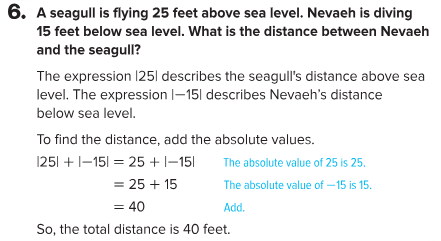 6. A seagull is flying 25 feet above sea level. Nevaeh is diving
15 feet below sea level. What is the distance between Nevaeh
and the seagull?
The expression |25| describes the seagull's distance above sea
level. The expression |−15| describes Nevaeh's distance
below sea level.
To find the distance, add the absolute values.
|25| + |−15| = 25 + |−15| The absolute value of 25 is 25.
= 25 + 15 The absolute value of −15 is 15.
= 40 Add.
So, the total distance is 40 feet.